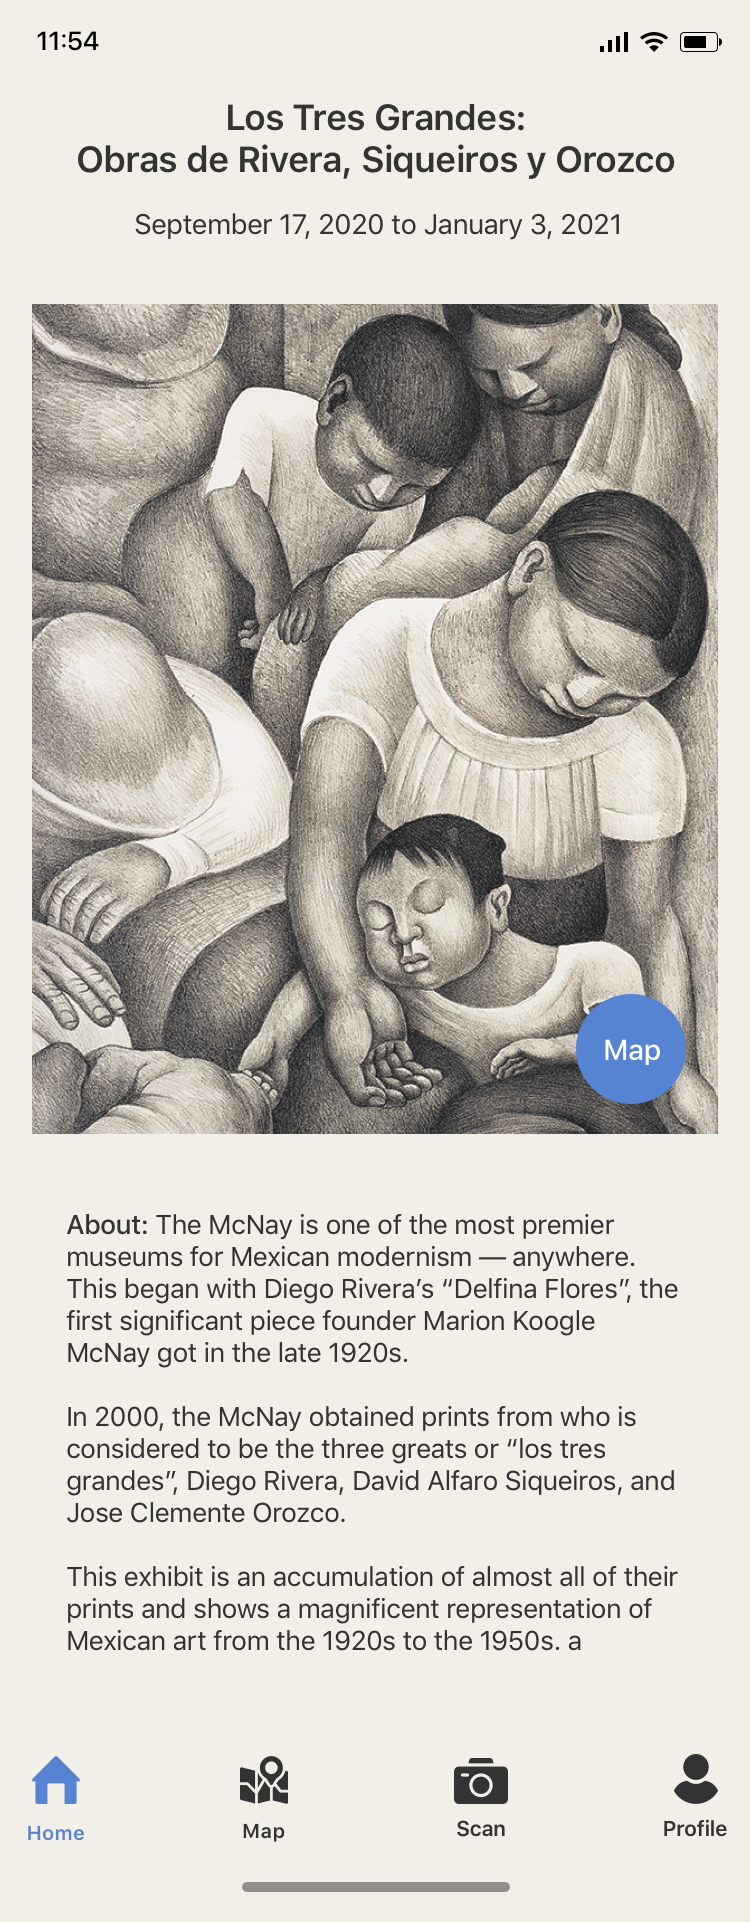 11:54
Los Tres Grandes:
Obras de Rivera, Siqueiros y Orozco
September 17, 2020 to January 3, 2021
Map
About: The McNay is one of the most premier
museums for Mexican modernism — anywhere.
This began with Diego Rivera’s “Delfina Flores”, the
first significant piece founder Marion Koogle
McNay got in the late 1920s.
In 2000, the McNay obtained prints from who is
considered to be the three greats or “los tres
grandes”, Diego Rivera, David Alfaro Siqueiros, and
Jose Clemente Orozco.
This exhibit is an accumulation of almost all of their
prints and shows a magnificent representation of
Mexican art from the 1920s to the 1950s. a
Home
Map
Scan
Profile